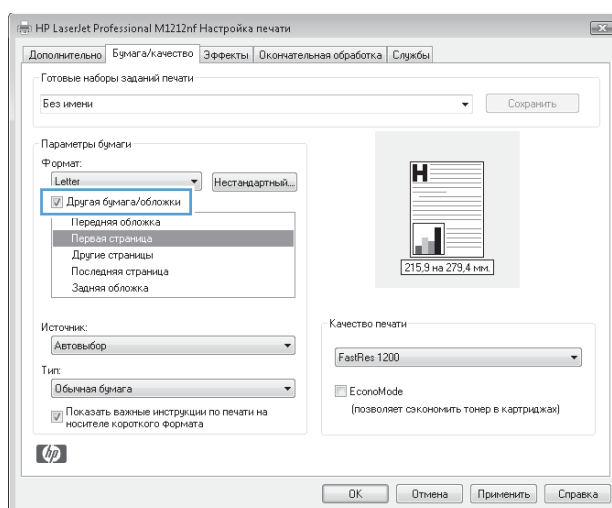 HP LaserJet Professional M1212nf Настройка печати
Дополнительно Бумага/качество Эффекты Окончательная обработка Службы
Готовые наборы заданий печати
Без имени
Сохранить
Параметры бумаги
Формат:
Letter
Нестандартный...
Другая бумага/обложки
Передняя обложка
Первая страница
Другие страницы
Последняя страница
Задняя обложка
H
215,9 на 279,4 мм.
Источник:
Автовыбор
Тип:
Обычная бумага
Показать важные инструкции по печати на
носителе короткого формата
Качество печати
FastRes 1200
EconoMode
(позволяет сэкономить тонер в картриджах)
hp
OK Отмена Применить Справка